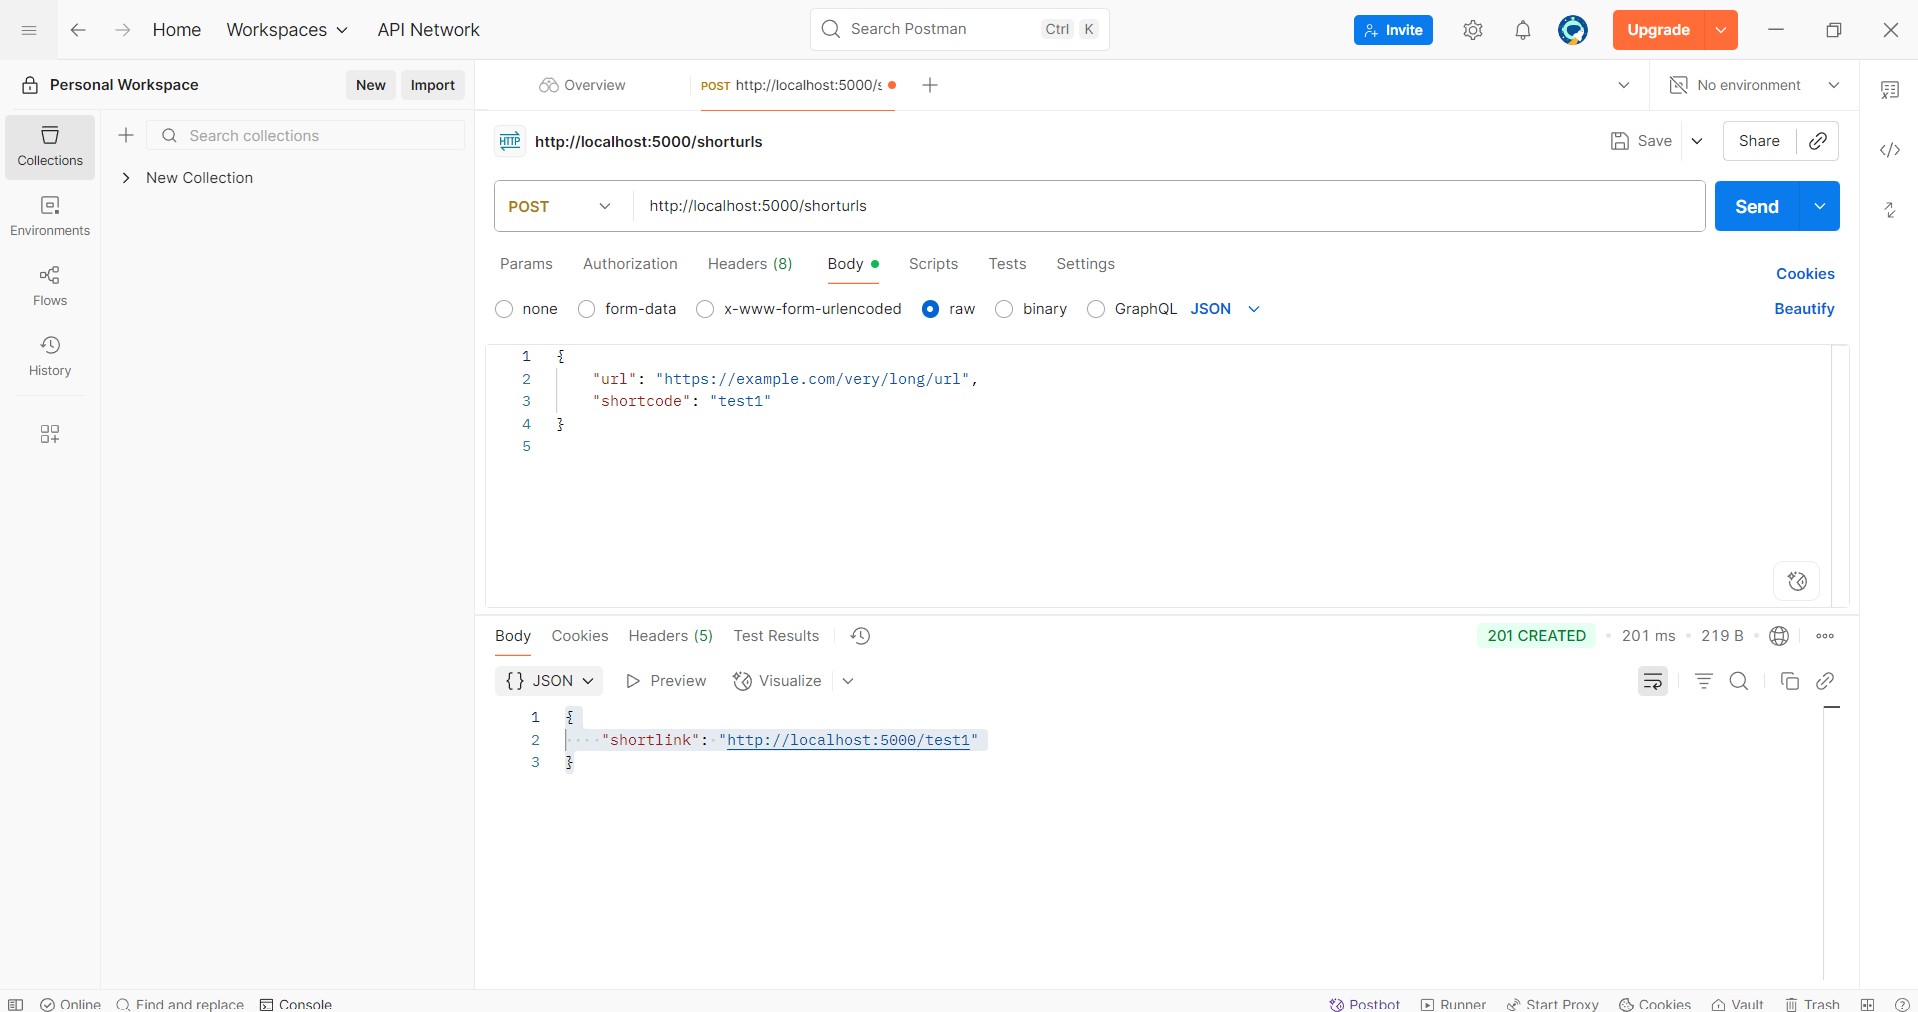 Home Workspaces API Network Search Postman Ctrl K Invite Upgrade
Personal Workspace New Import Overview POST http://localhost:5000/s No environment
Collections
Search collections
New Collection
Environments
Flows
History
HTTP http://localhost:5000/shorturls Save Share
POST http://localhost:5000/shorturls Send
Params Authorization Headers (8) Body Scripts Tests Settings Cookies
none form-data x-www-form-urlencoded raw binary GraphQL JSON Beautify
1 {
2 "url": "https://example.com/very/long/url",
3 "shortcode": "test1"
4 }
5
Body Cookies Headers (5) Test Results 201 CREATED 201 ms 219 B
{} JSON Preview Visualize
1 {
2 "shortlink": "http://localhost:5000/test1"
3 }
Online Find and replace Console Postbot Runner Start Proxy Cookies Vault Trash